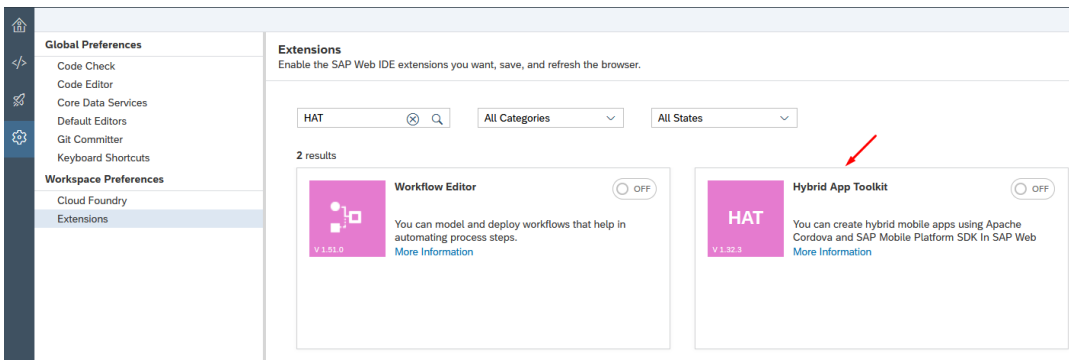 Global Preferences
Code Check
Code Editor
Core Data Services
Default Editors
Git Committer
Keyboard Shortcuts
Workspace Preferences
Cloud Foundry
Extensions
Extensions
Enable the SAP Web IDE extensions you want, save, and refresh the browser.
HAT
All Categories
All States
2 results
V 1.51.0
Workflow Editor
OFF
You can model and deploy workflows that help in
automating process steps.
More Information
HAT
V 1.32.3
Hybrid App Toolkit
OFF
You can create hybrid mobile apps using Apache
Cordova and SAP Mobile Platform SDK In SAP Web
More Information